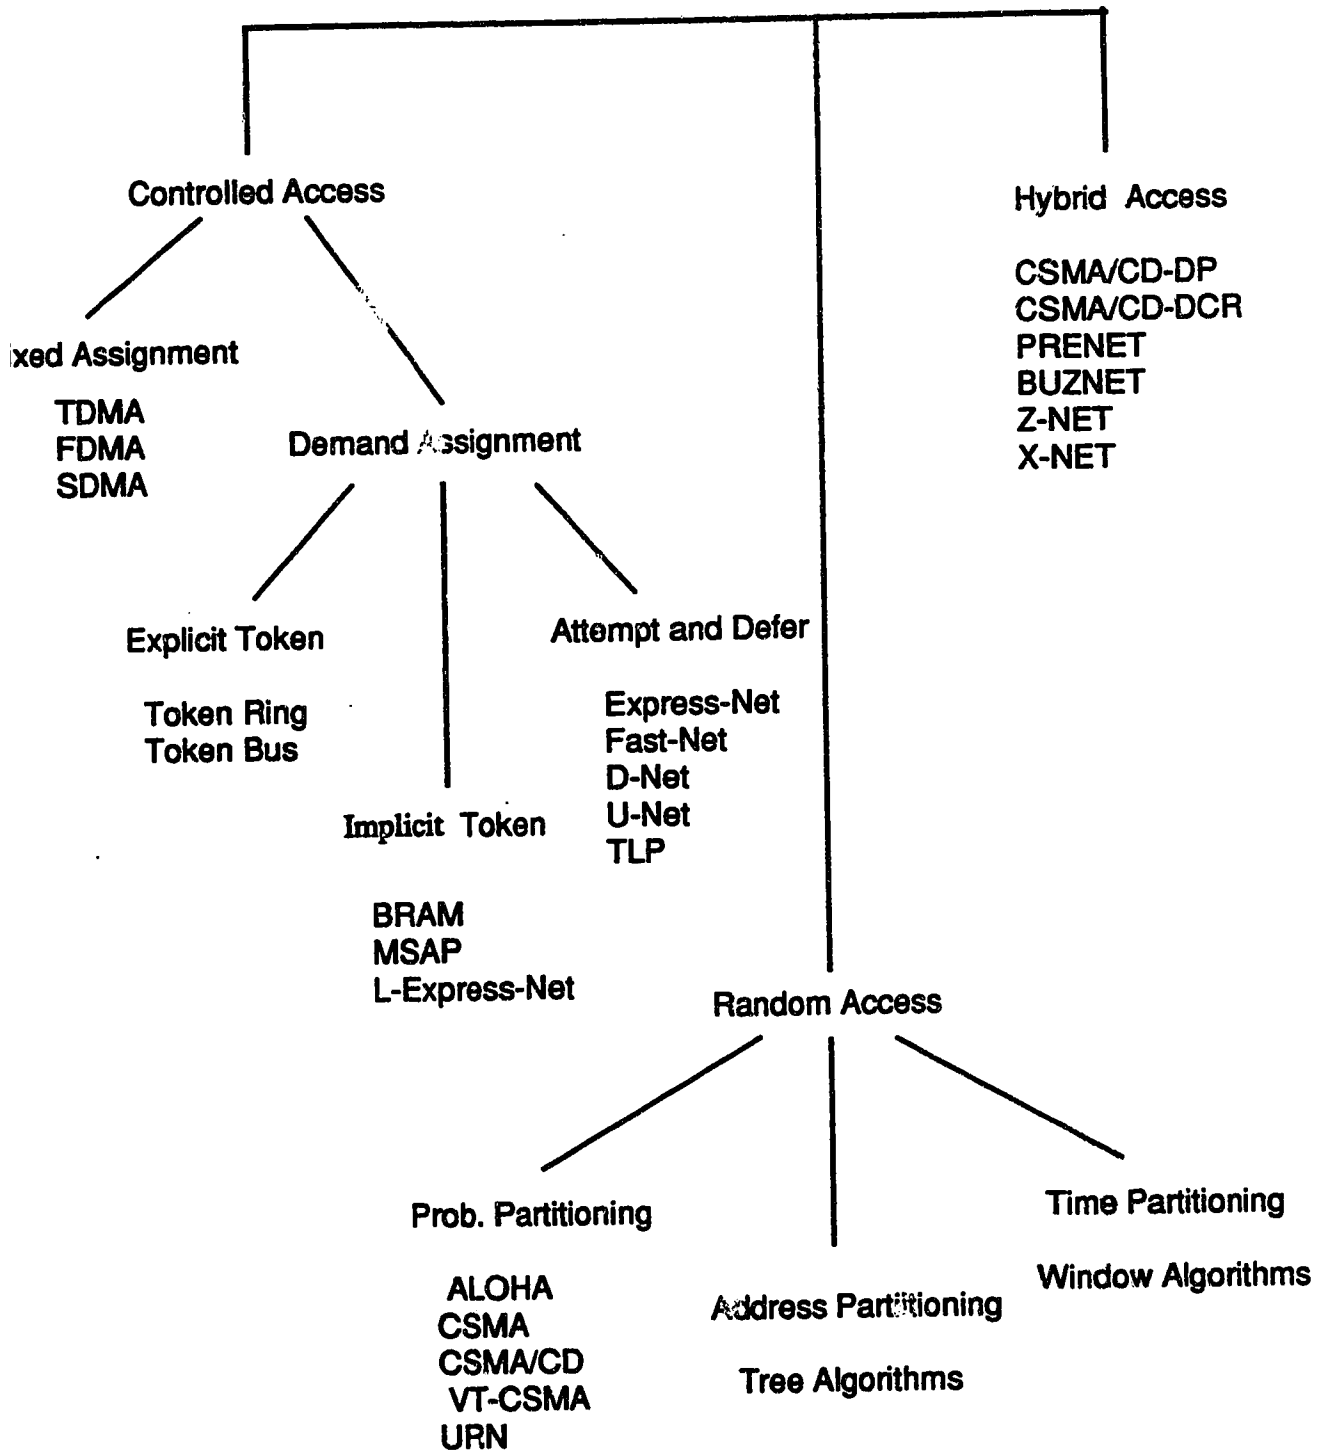 Controlled Access
Hybrid Access
CSMA/CD-DP
CSMA/CD-DCR
PRENET
BUZNET
Z-NET
X-NET
ixed Assignment
TDMA
FDMA
SDMA
Demand Assignment
Explicit Token
Token Ring
Token Bus
Attempt and Defer
Express-Net
Fast-Net
D-Net
U-Net
TLP
Implicit Token
BRAM
MSAP
L-Express-Net
Random Access
Prob. Partitioning
ALOHA
CSMA
CSMA/CD
VT-CSMA
URN
Address Partitioning
Tree Algorithms
Time Partitioning
Window Algorithms